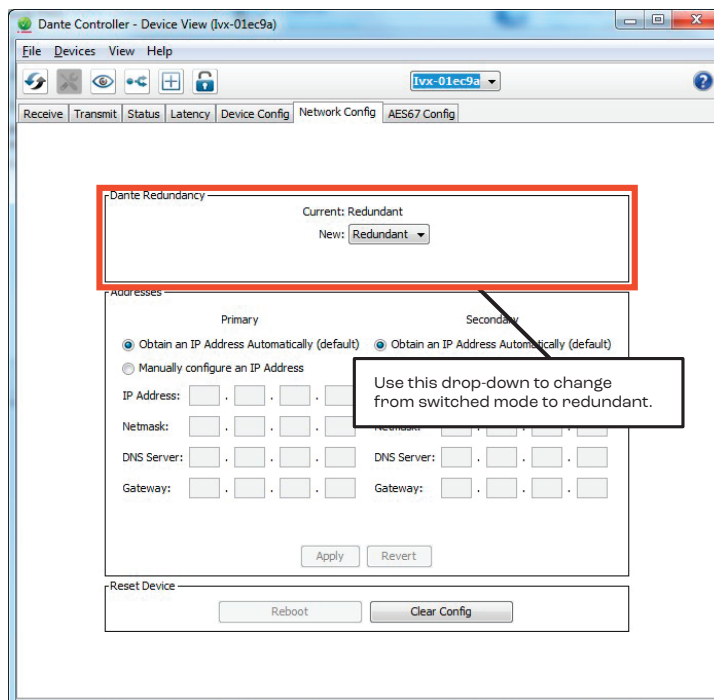 Dante Controller - Device View (Ivx-01ec9a)
File Devices View Help
Ivx-01ec9a
Receive Transmit Status Latency Device Config Network Config AES67 Config
Dante Redundancy
Current: Redundant
New: Redundant
Addresses
Primary Secondary
Obtain an IP Address Automatically (default) Obtain an IP Address Automatically (default)
Manually configure an IP Address
Use this drop-down to change
from switched mode to redundant.
IP Address:
Netmask: Netmask:
DNS Server: DNS Server:
Gateway: Gateway:
Apply Revert
Reset Device
Reboot Clear Config